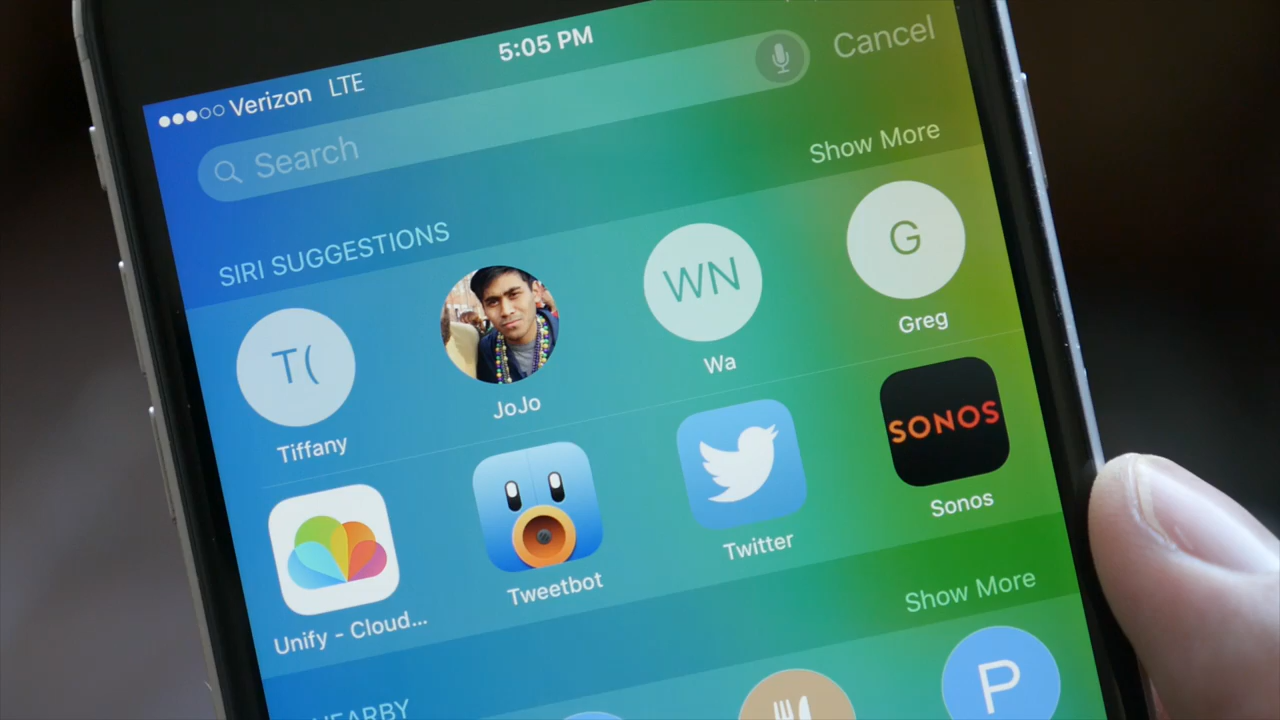 Verizon LTE 5:05 PM
Search Cancel
SIRI SUGGESTIONS Show More
T( WN G
Tiffany JoJo Wa Greg
SONOS
Unify - Cloud... Tweetbot Twitter Sonos
NEARBY Show More
P